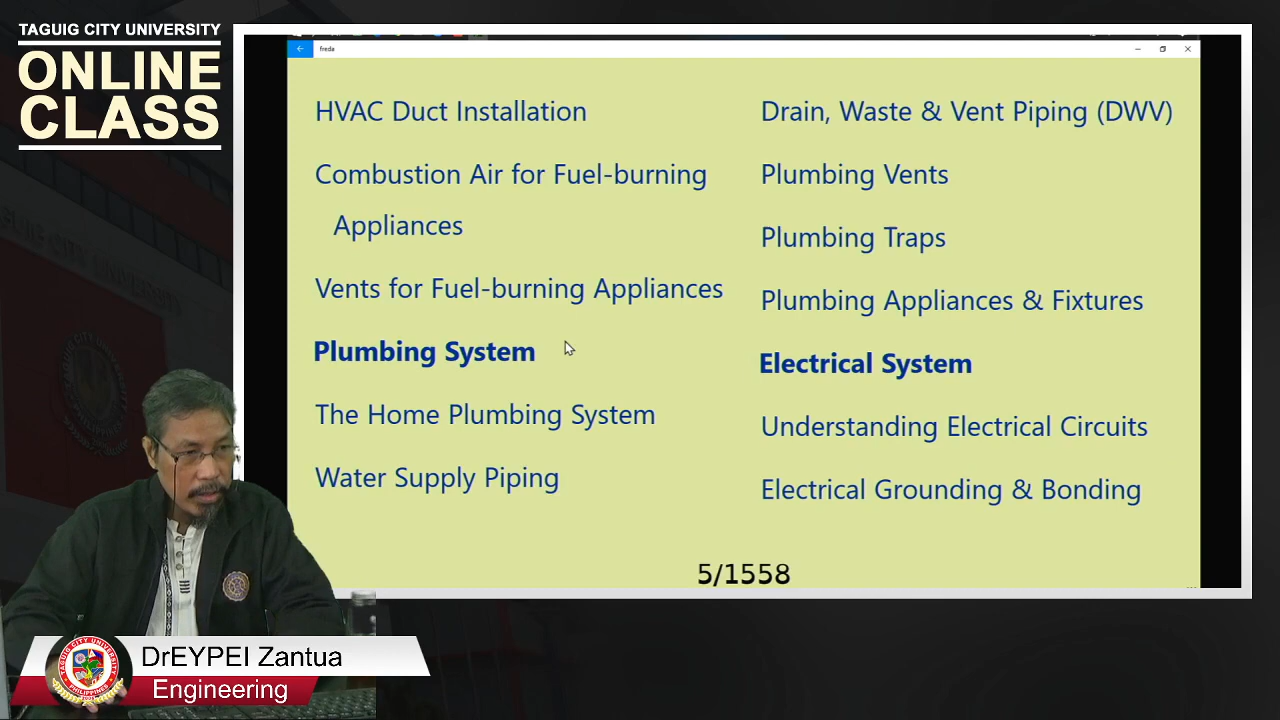 TAGUIG CITY UNIVERSITY
ONLINE
CLASS
freda
HVAC Duct Installation
Combustion Air for Fuel-burning
Appliances
Vents for Fuel-burning Appliances
Plumbing System
The Home Plumbing System
Water Supply Piping
Drain, Waste & Vent Piping (DWV)
Plumbing Vents
Plumbing Traps
Plumbing Appliances & Fixtures
Electrical System
Understanding Electrical Circuits
Electrical Grounding & Bonding
5/1558
DrEYPEI Zantua
Engineering